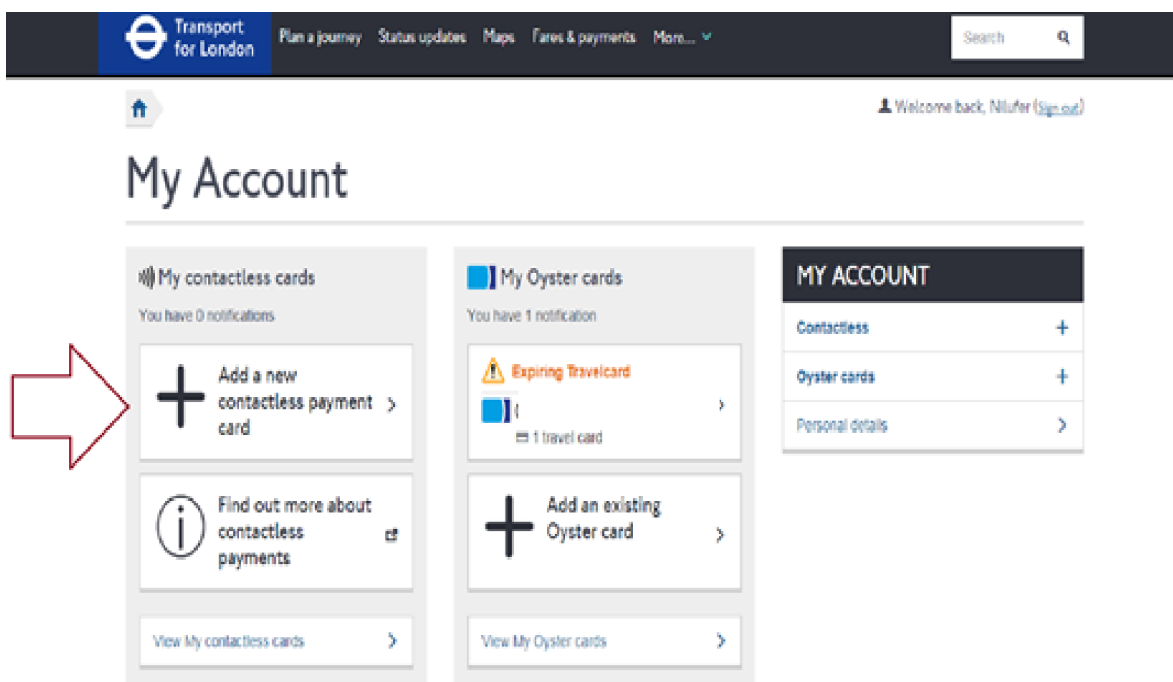 Transport
for London
Plan a journey Status updates Maps Fares & payments More...
Search
Welcome back, Nilufer (Sign out)
My Account
My contactless cards
You have 0 notifications
Add a new
contactless payment
card
Find out more about
contactless
payments
View My contactless cards
My Oyster cards
You have 1 notification
Expiring Travelcard
(
1 travel card
Add an existing
Oyster card
View My Oyster cards
MY ACCOUNT
Contactless
Oyster cards
Personal details